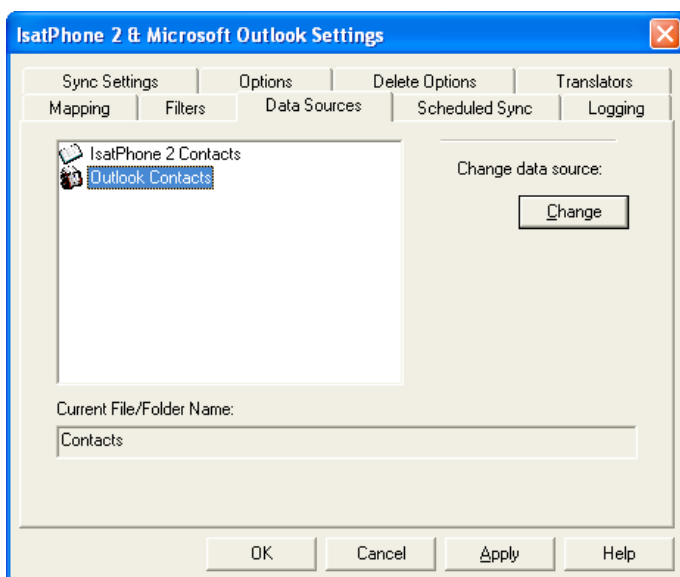 IsatPhone 2 & Microsoft Outlook Settings
Sync Settings Options Delete Options Translators
Mapping Filters Data Sources Scheduled Sync Logging
IsatPhone 2 Contacts
Outlook Contacts
Change data source:
Change
Current File/Folder Name:
Contacts
OK Cancel Apply Help